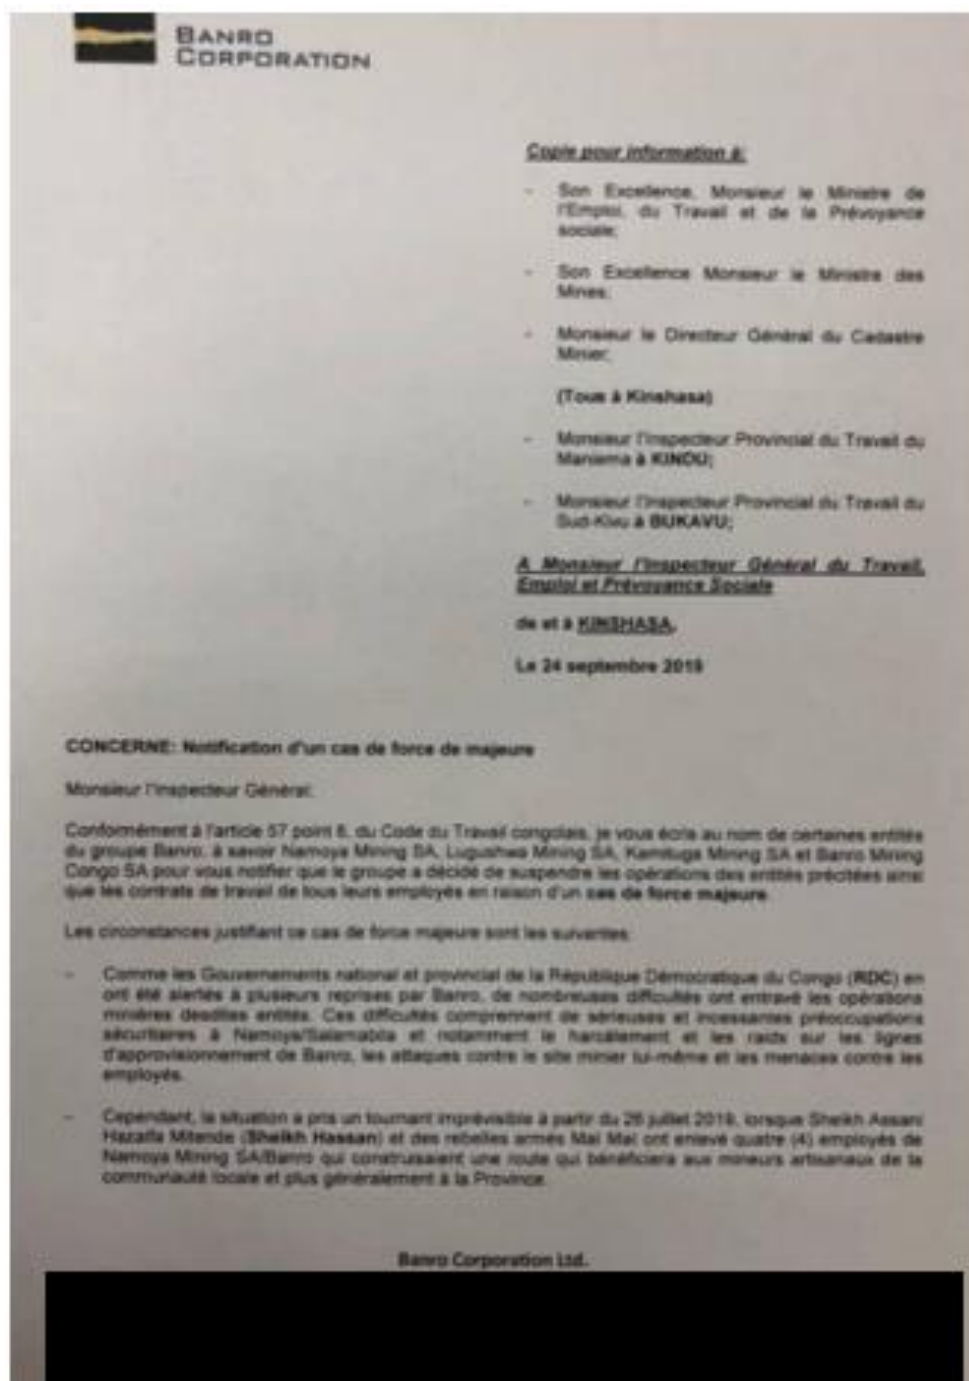 BANRO
CORPORATION
Copie pour information à:
- Son Excellence, Monsieur le Ministre de
l'Emploi, du Travail et de la Prévoyance
sociale;
- Son Excellence Monsieur le Ministre des
Mines;
- Monsieur le Directeur Général du Cadastre
Minier;
(Tous à Kinshasa)
- Monsieur l'Inspecteur Provincial du Travail du
Maniema à KINDU;
- Monsieur l'Inspecteur Provincial du Travail du
Sud-Kivu à BUKAVU;
A Monsieur l'Inspecteur Général du Travail,
Emploi et Prévoyance Sociale
de et à KINSHASA.
Le 24 septembre 2019
CONCERNE: Notification d'un cas de force de majeure
Monsieur l'Inspecteur Général,
Conformément à l'article 57 point 8, du Code du Travail congolais, je vous écris au nom de certaines entités
du groupe Banro, à savoir Namoya Mining SA, Lugushwa Mining SA, Kamituga Mining SA et Banro Mining
Congo SA pour vous notifier que le groupe a décidé de suspendre les opérations des entités précitées ainsi
que les contrats de travail de tous leurs employés en raison d'un cas de force majeure.
Les circonstances justifiant ce cas de force majeure sont les suivantes:
- Comme les Gouvernements national et provincial de la République Démocratique du Congo (RDC) en
ont été alertés à plusieurs reprises par Banro, de nombreuses difficultés ont entravé les opérations
minières desdites entités. Ces difficultés comprennent de sérieuses et incessantes préoccupations
sécuritaires à Namoya/Salamabila et notamment le harcèlement et les raids sur les lignes
d'approvisionnement de Banro, les attaques contre le site minier lui-même et les menaces contre les
employés.
- Cependant, la situation a pris un tournant imprévisible à partir du 26 juillet 2019, lorsque Sheikh Assani
Hazaifa Mitende (Sheikh Hassan) et des rebelles armés Mai Mai ont enlevé quatre (4) employés de
Namoya Mining SA/Banro qui construisaient une route qui bénéficiera aux mineurs artisanaux de la
communauté locale et plus généralement à la Province.
Banro Corporation Ltd.